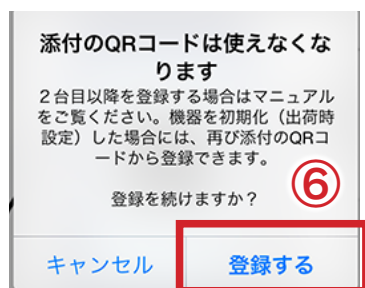 添付のQRコードは使えなくな
ります
2台目以降を登録する場合はマニュアル
をご覧ください。機器を初期化（出荷時
設定）した場合には、再び添付のQRコ
ードから登録できます。
登録を続けますか？
⑥
キャンセル
登録する